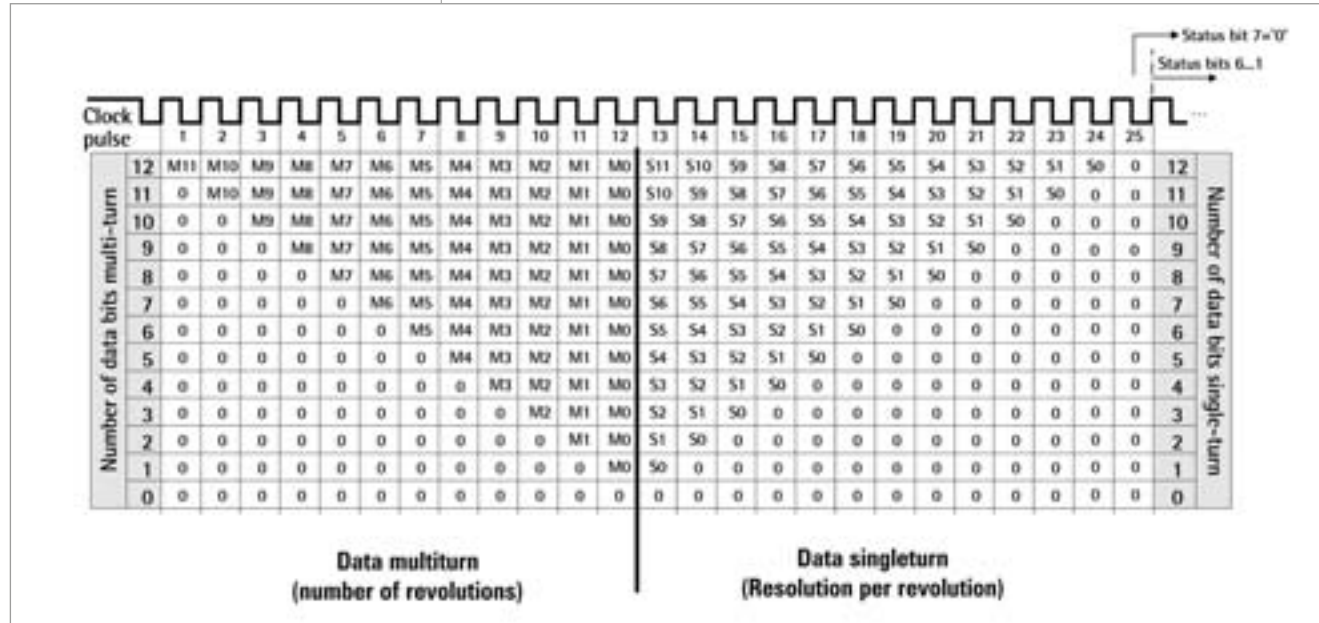 Status bit 7='0'
Status bits 6...1
Clock pulse 1 2 3 4 5 6 7 8 9 10 11 12 13 14 15 16 17 18 19 20 21 22 23 24 25 ...
Number of data bits multi-turn
12 M11 M10 M9 M8 M7 M6 M5 M4 M3 M2 M1 M0 S11 S10 S9 S8 S7 S6 S5 S4 S3 S2 S1 S0 0 12
11 0 M10 M9 M8 M7 M6 M5 M4 M3 M2 M1 M0 S10 S9 S8 S7 S6 S5 S4 S3 S2 S1 S0 0 0 11
10 0 0 M9 M8 M7 M6 M5 M4 M3 M2 M1 M0 S9 S8 S7 S6 S5 S4 S3 S2 S1 S0 0 0 0 10
9 0 0 0 M8 M7 M6 M5 M4 M3 M2 M1 M0 S8 S7 S6 S5 S4 S3 S2 S1 S0 0 0 0 0 9
8 0 0 0 0 M7 M6 M5 M4 M3 M2 M1 M0 S7 S6 S5 S4 S3 S2 S1 S0 0 0 0 0 0 8
7 0 0 0 0 0 M6 M5 M4 M3 M2 M1 M0 S6 S5 S4 S3 S2 S1 S0 0 0 0 0 0 0 7
6 0 0 0 0 0 0 M5 M4 M3 M2 M1 M0 S5 S4 S3 S2 S1 S0 0 0 0 0 0 0 0 6
5 0 0 0 0 0 0 0 M4 M3 M2 M1 M0 S4 S3 S2 S1 S0 0 0 0 0 0 0 0 0 5
4 0 0 0 0 0 0 0 0 M3 M2 M1 M0 S3 S2 S1 S0 0 0 0 0 0 0 0 0 0 4
3 0 0 0 0 0 0 0 0 0 M2 M1 M0 S2 S1 S0 0 0 0 0 0 0 0 0 0 0 3
2 0 0 0 0 0 0 0 0 0 0 M1 M0 S1 S0 0 0 0 0 0 0 0 0 0 0 0 2
1 0 0 0 0 0 0 0 0 0 0 0 M0 S0 0 0 0 0 0 0 0 0 0 0 0 0 1
0 0 0 0 0 0 0 0 0 0 0 0 0 0 0 0 0 0 0 0 0 0 0 0 0 0 0
Number of data bits single-turn
Data multiturn
(number of revolutions)
Data singleturn
(Resolution per revolution)